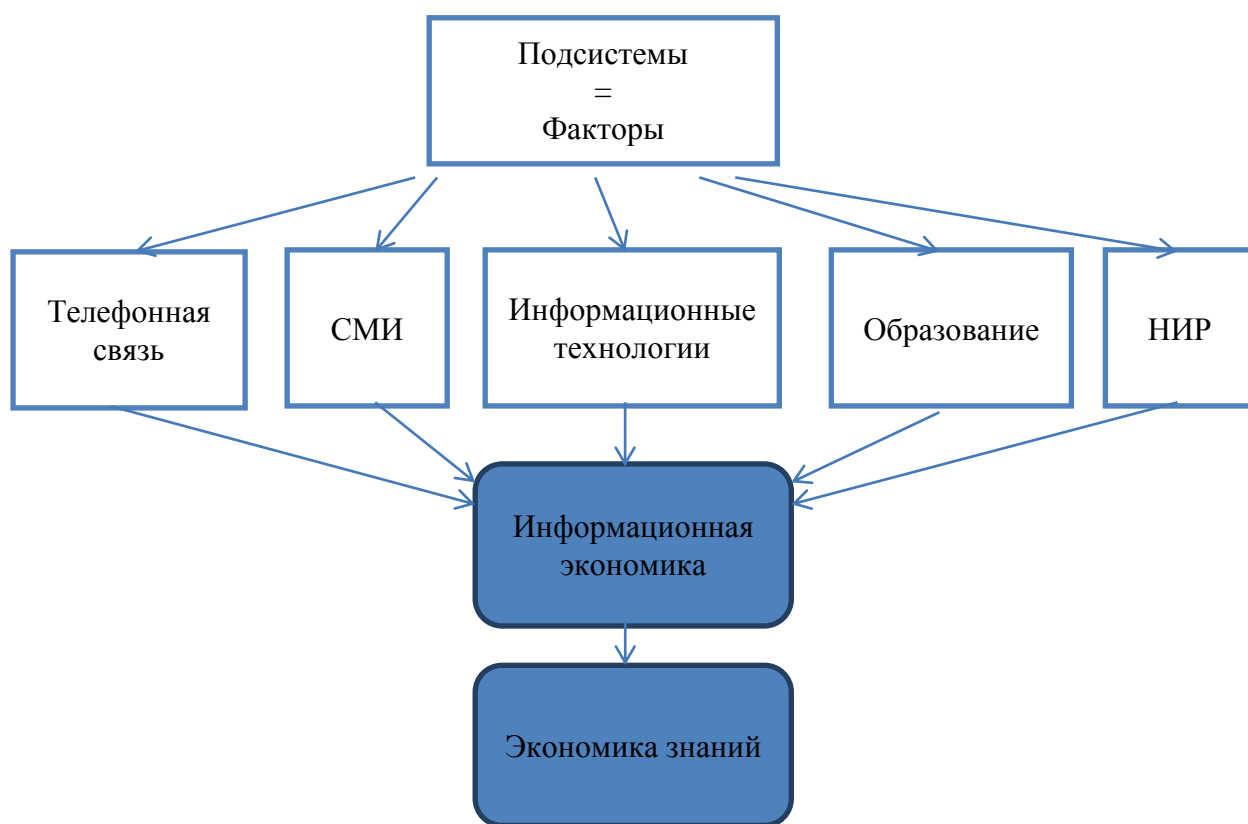 Подсистемы
=
Факторы
Телефонная
связь
СМИ
Информационные
технологии
Образование
НИР
Информационная
экономика
Экономика знаний